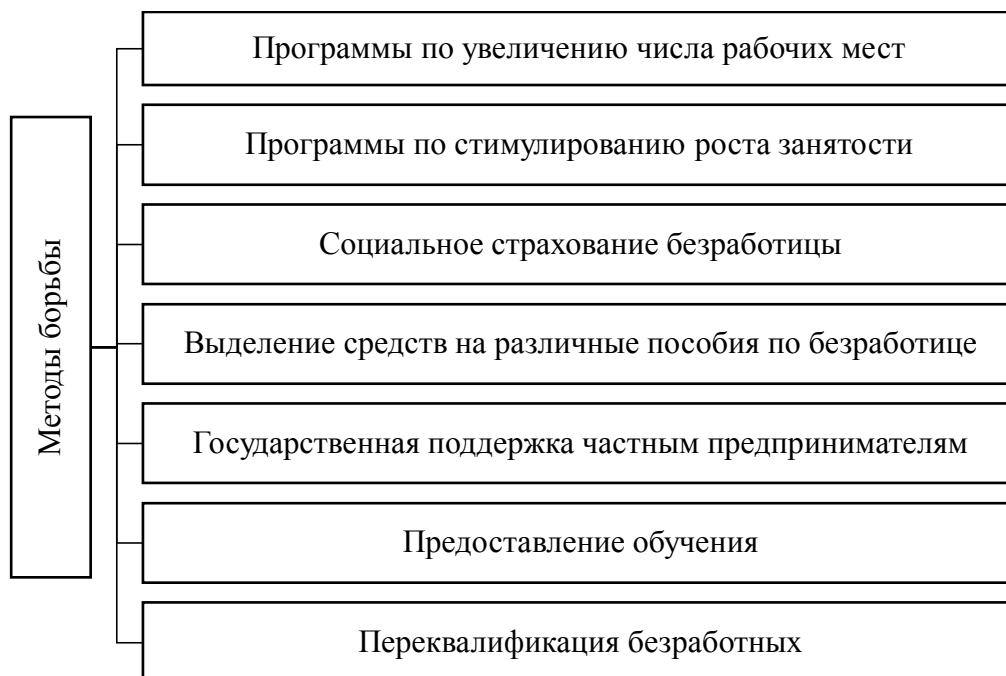 Методы борьбы
Программы по увеличению числа рабочих мест
Программы по стимулированию роста занятости
Социальное страхование безработицы
Выделение средств на различные пособия по безработице
Государственная поддержка частным предпринимателям
Предоставление обучения
Переквалификация безработных